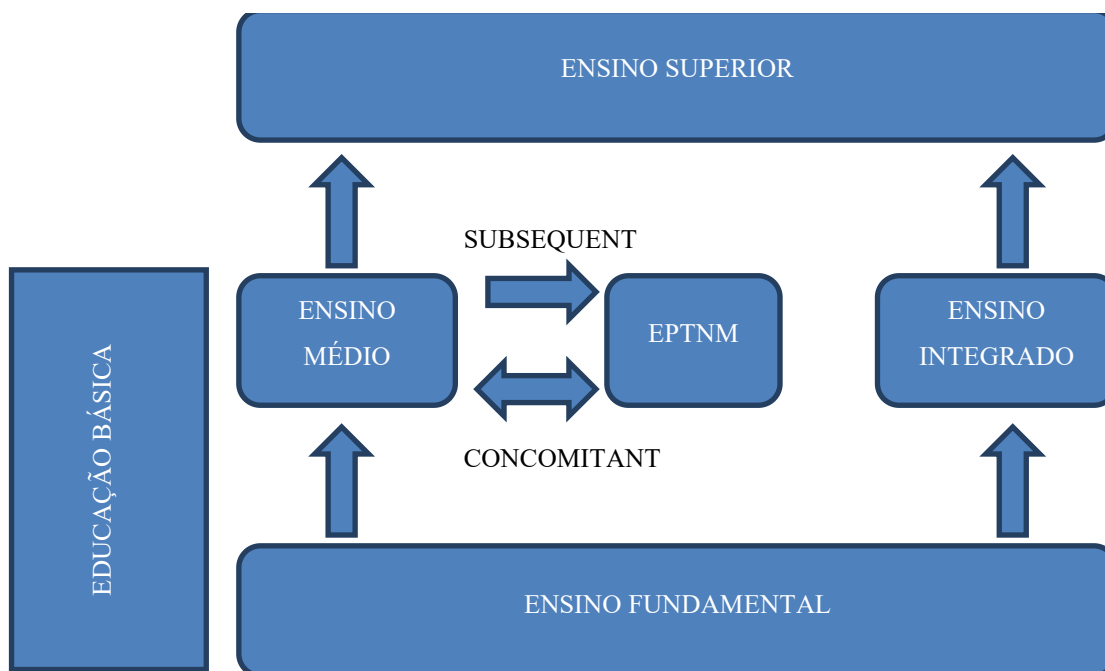 ENSINO SUPERIOR
SUBSEQUENT
ENSINO
MÉDIO
EPTNM
ENSINO
INTEGRADO
CONCOMITANT
EDUCAÇÃO BÁSICA
ENSINO FUNDAMENTAL